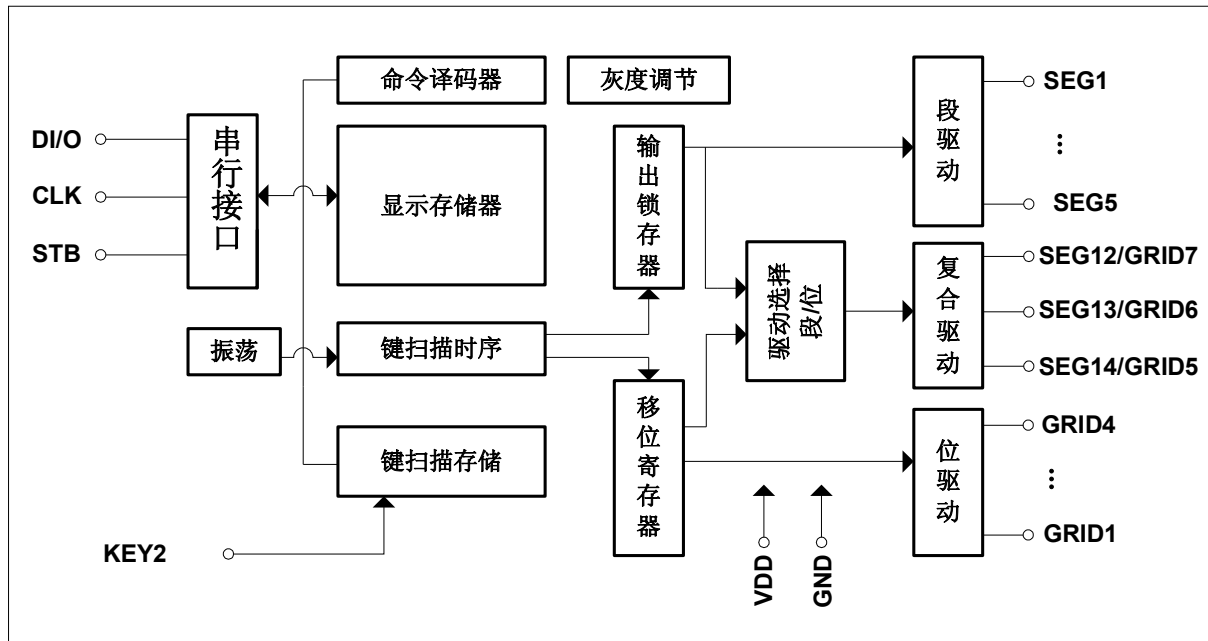 命令译码器
灰度调节
SEG1
DI/O
CLK
STB
串行接口
显示存储器
输出锁存器
段驱动
SEG5
SEG12/GRID7
SEG13/GRID6
SEG14/GRID5
复合驱动
驱动选择
段/位
振荡
键扫描时序
移位寄存器
键扫描存储
位驱动
GRID4
GRID1
KEY2
VDD
GND